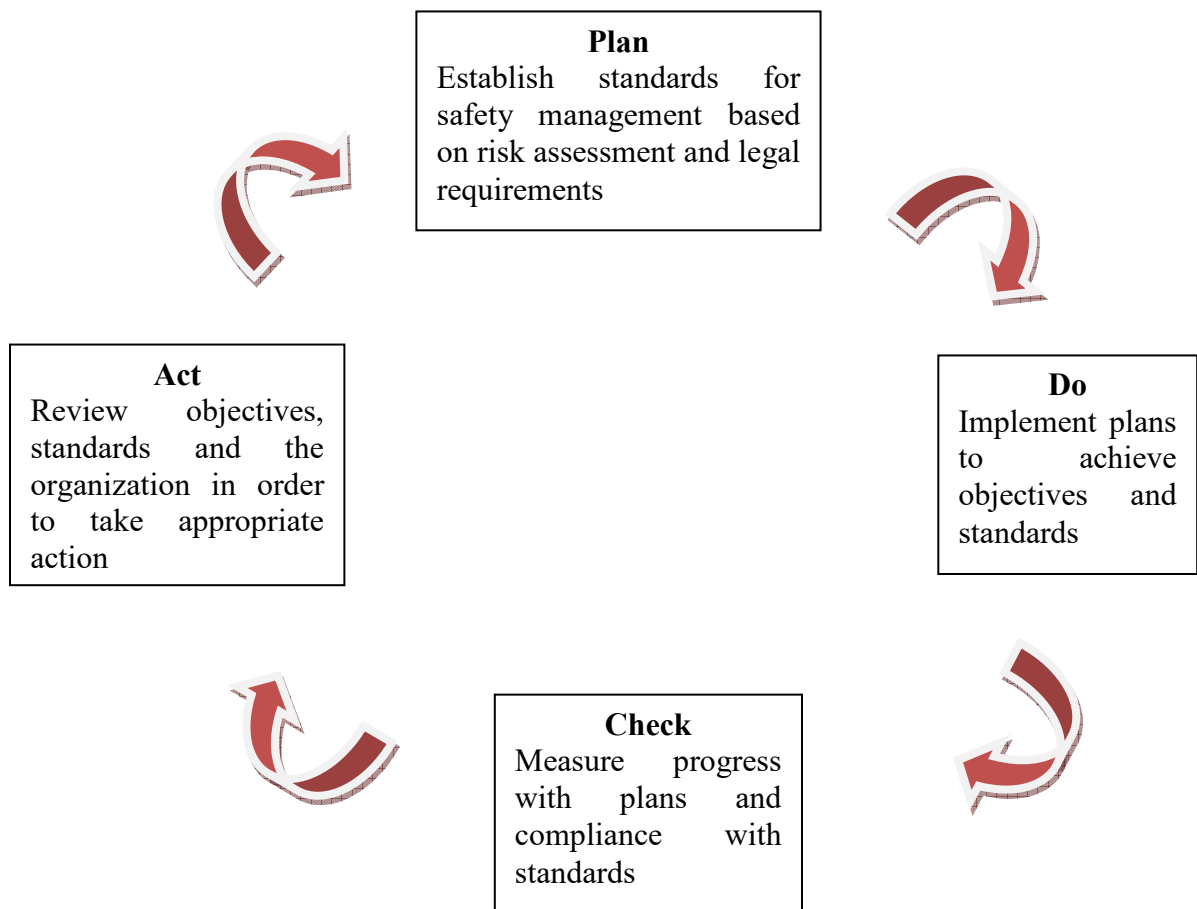 Plan
Establish standards for
safety management based
on risk assessment and legal
requirements
Act
Review objectives,
standards and the
organization in order
to take appropriate
action
Do
Implement plans
to achieve
objectives and
standards
Check
Measure progress
with plans and
compliance with
standards